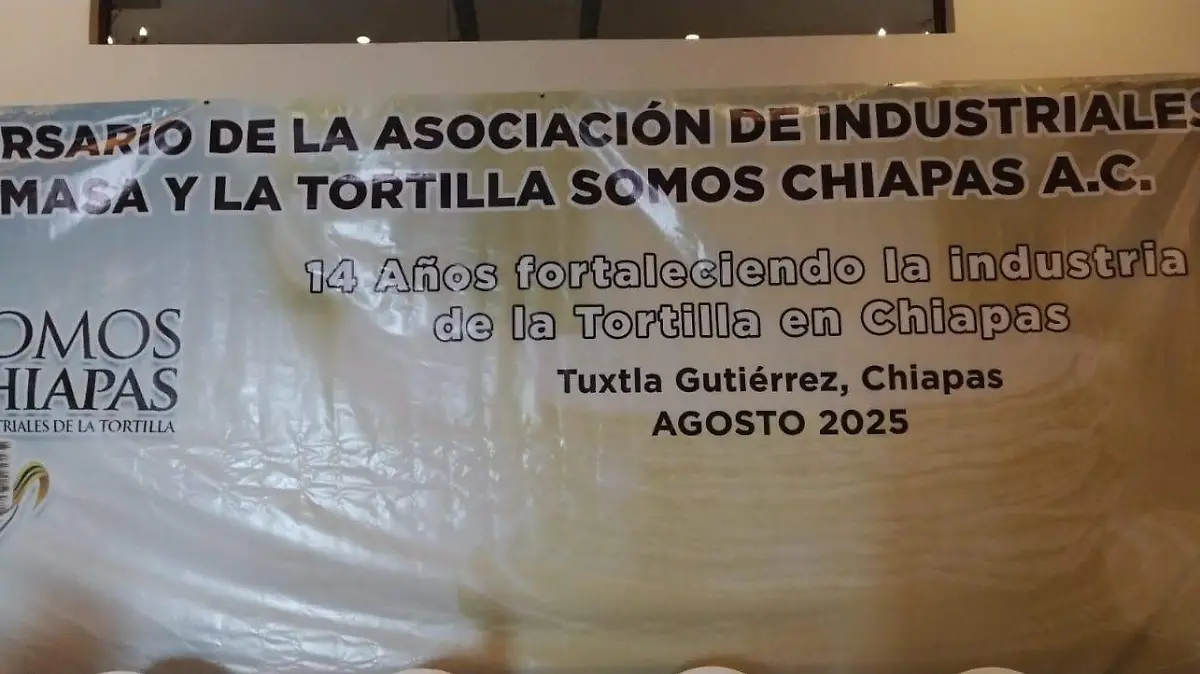 RSARIO DE LA ASOCIACIÓN DE INDUSTRIALES
MASA Y LA TORTILLA SOMOS CHIAPAS A.C.
14 Años fortaleciendo la industria
de la Tortilla en Chiapas
Tuxtla Gutiérrez, Chiapas
AGOSTO 2025
OMOS
HIAPAS
TRIALES DE LA TORTILLA